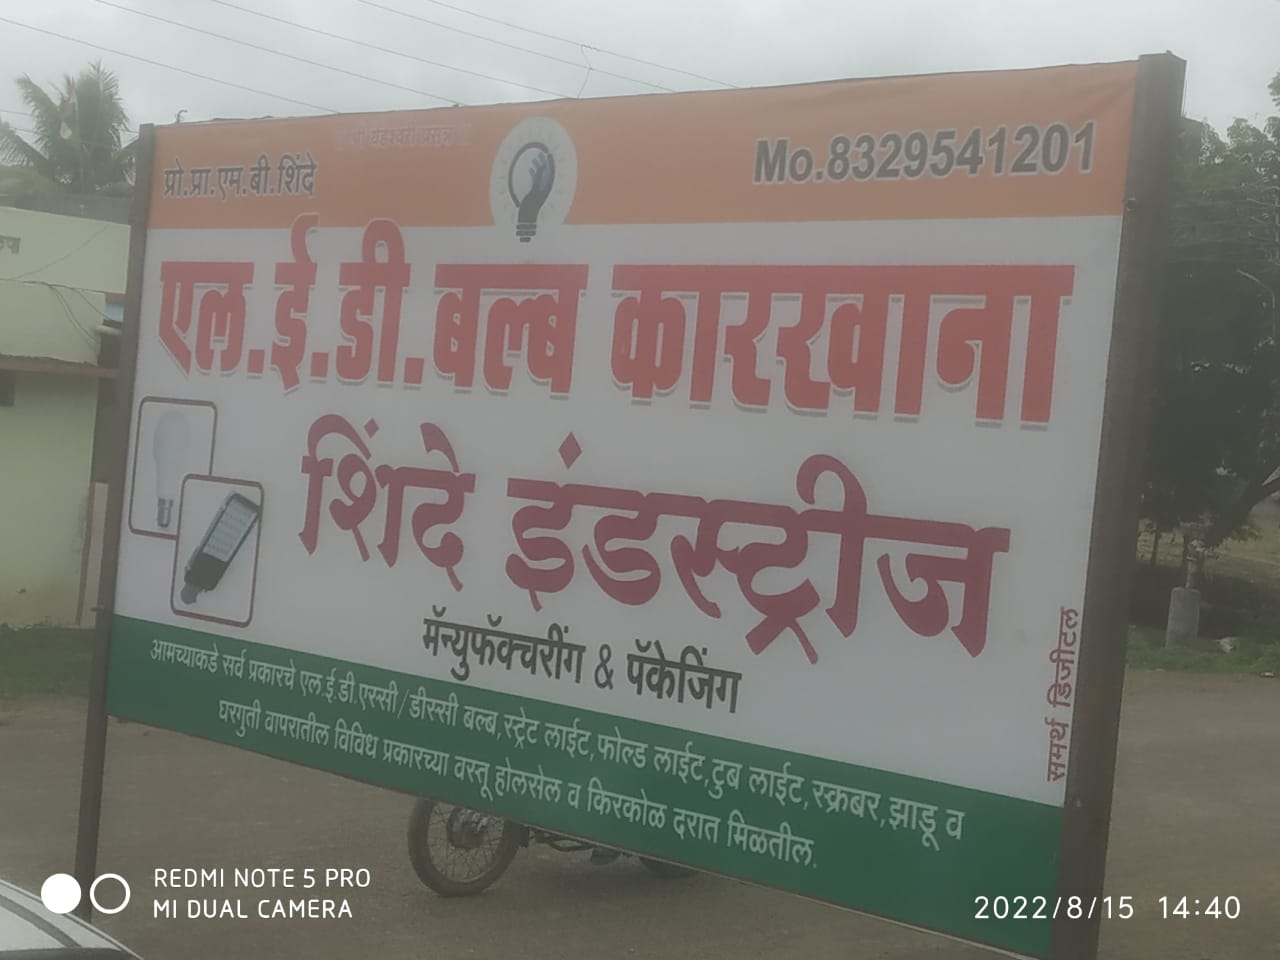 येडेश्वरी प्रसन्न
प्रो.प्रा.एम.बी.शिंदे
Mo.8329541201
एल.ई.डी.बल्ब कारखाना
शिंदे इंडस्ट्रीज
मॅन्युफॅक्चरींग & पॅकेजिंग
आमच्याकडे सर्व प्रकारचे एल.ई.डी.एस्सी/डीस्सी बल्ब,स्ट्रेट लाईट,फोल्ड लाईट,टुब लाईट,स्क्रबर,झाडू व
घरगुती वापरातील विविध प्रकारच्या वस्तू होलसेल व किरकोळ दरात मिळतील.
समर्थ डिजीटल
REDMI NOTE 5 PRO
MI DUAL CAMERA
2022/8/15 14:40